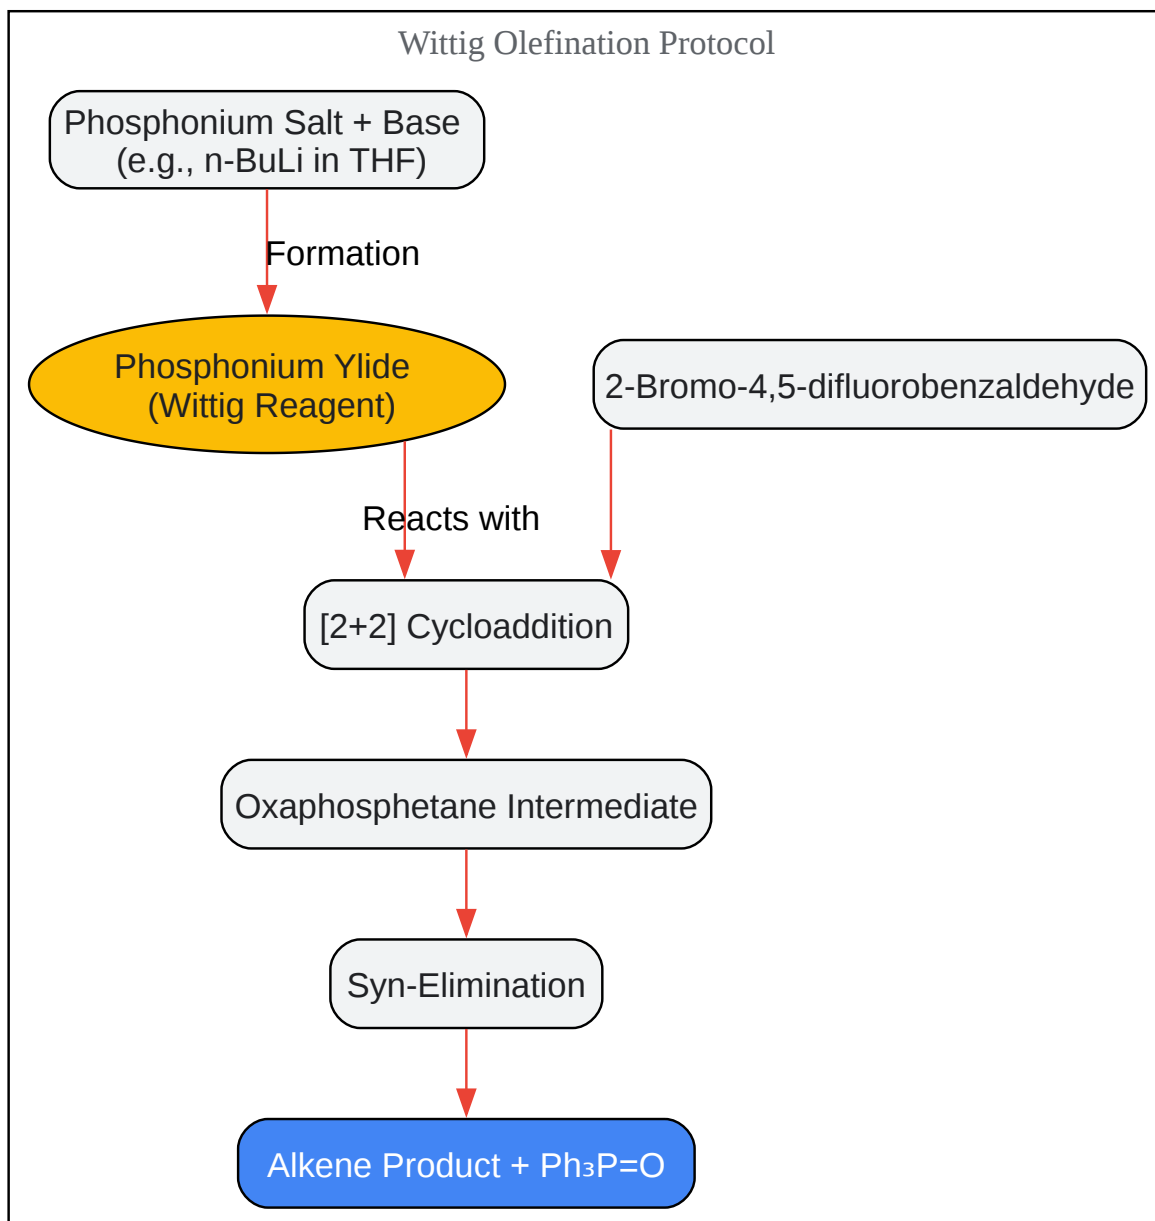 Wittig Olefination Protocol
Phosphonium Salt + Base
(e.g., n-BuLi in THF)
Formation
Phosphonium Ylide
(Wittig Reagent)
2-Bromo-4,5-difluorobenzaldehyde
Reacts with
[2+2] Cycloaddition
Oxaphosphetane Intermediate
Syn-Elimination
Alkene Product + Ph₃P=O